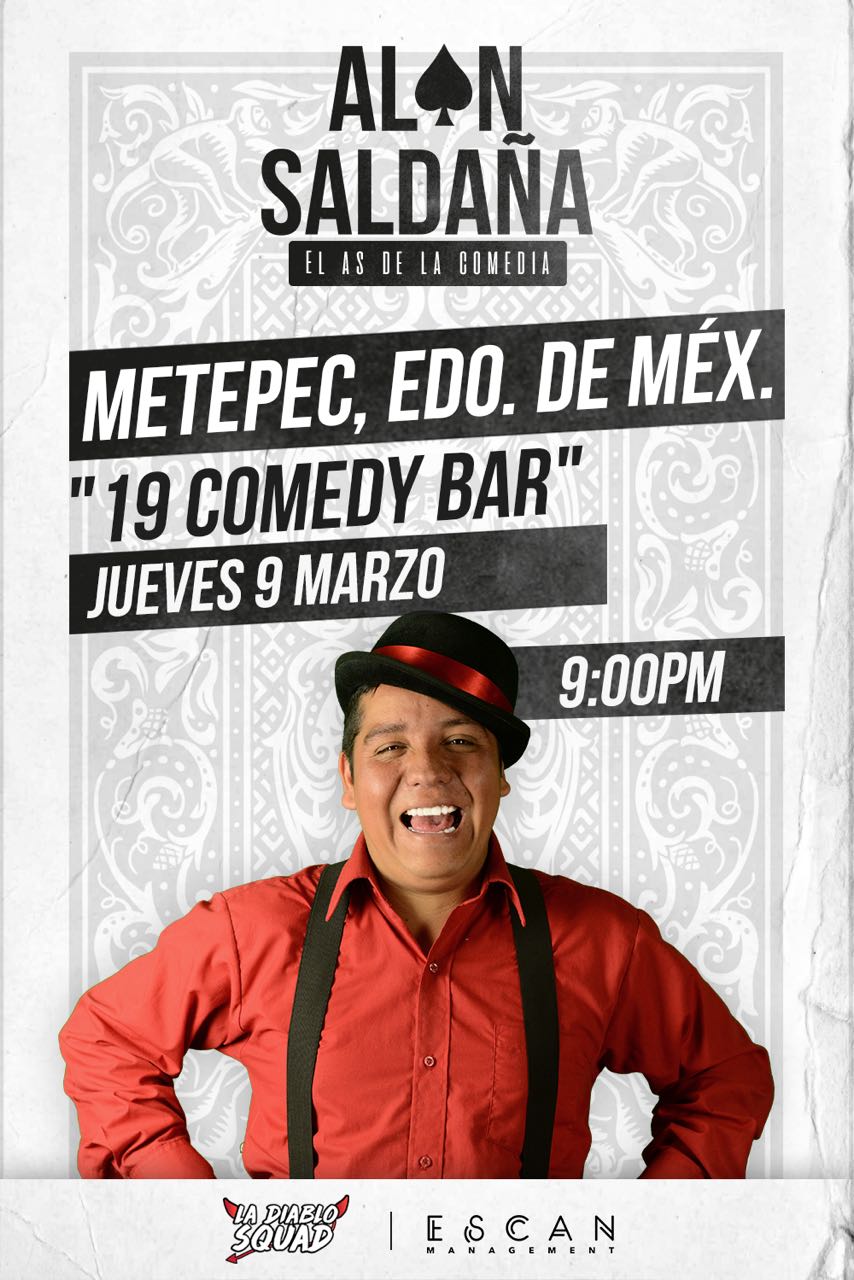 AL♠N
SALDAÑA
EL AS DE LA COMEDIA
METEPEC, EDO. DE MÉX.
"19 COMEDY BAR"
JUEVES 9 MARZO
9:00PM
LA DIABLO
SQUAD
ESCAN
MANAGEMENT